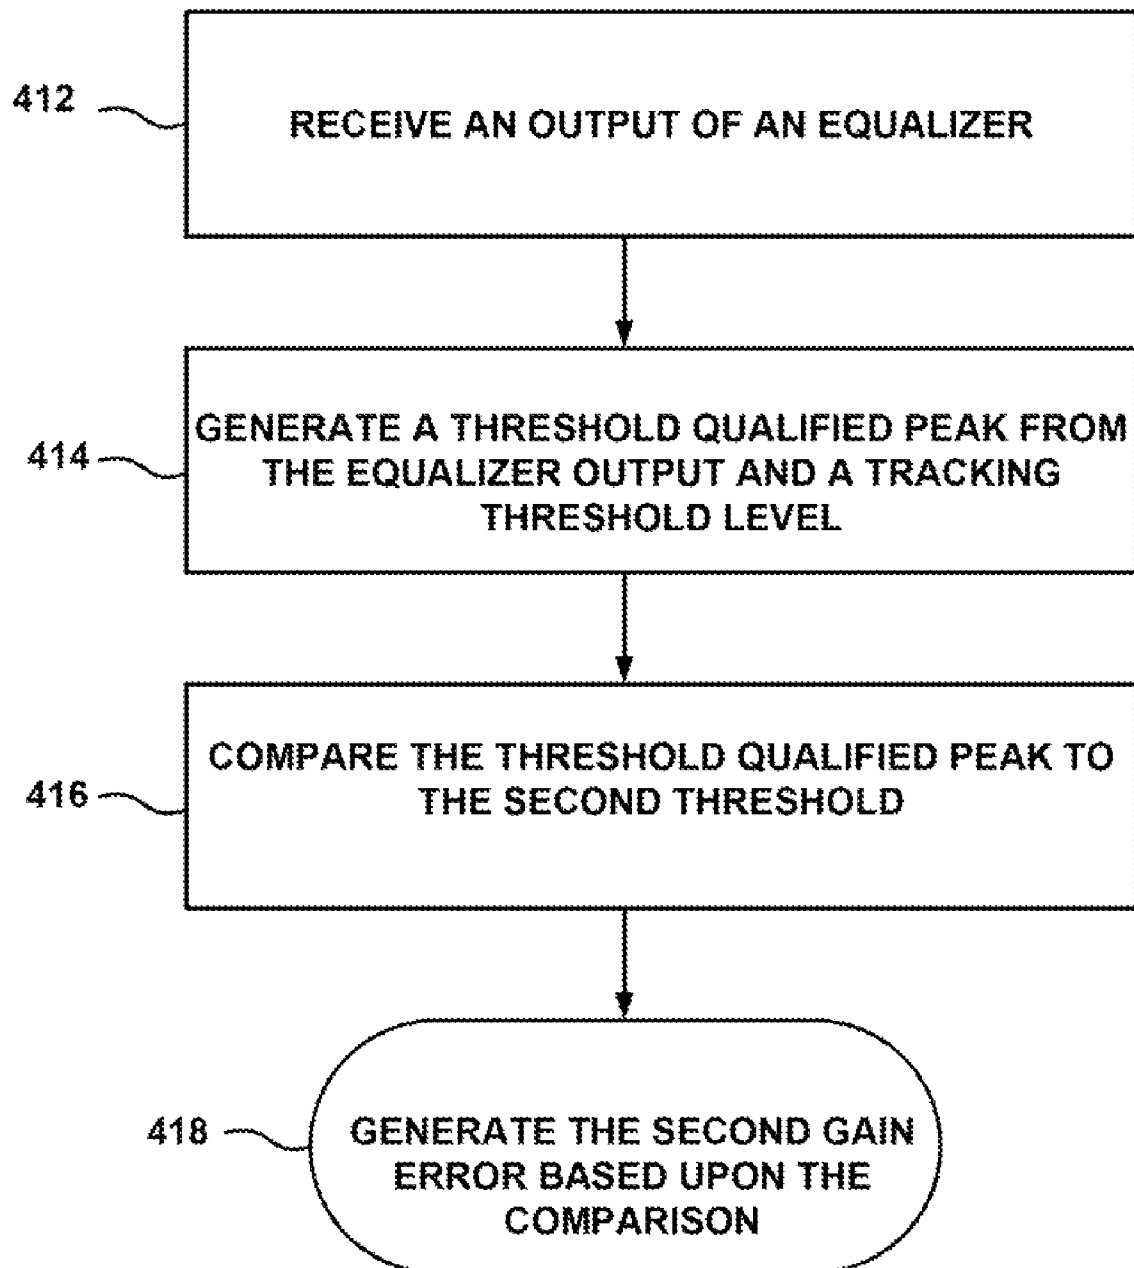 412
RECEIVE AN OUTPUT OF AN EQUALIZER
414
GENERATE A THRESHOLD QUALIFIED PEAK FROM
THE EQUALIZER OUTPUT AND A TRACKING
THRESHOLD LEVEL
416
COMPARE THE THRESHOLD QUALIFIED PEAK TO
THE SECOND THRESHOLD
418
GENERATE THE SECOND GAIN
ERROR BASED UPON THE
COMPARISON